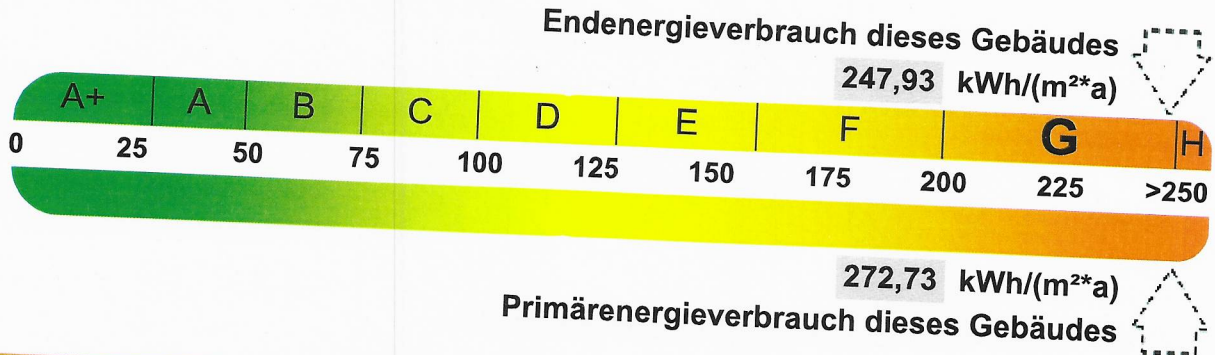 Endenergieverbrauch dieses Gebäudes
247,93 kWh/(m²*a)
A+ A B C D E F G H
0 25 50 75 100 125 150 175 200 225 >250
272,73 kWh/(m²*a)
Primärenergieverbrauch dieses Gebäudes